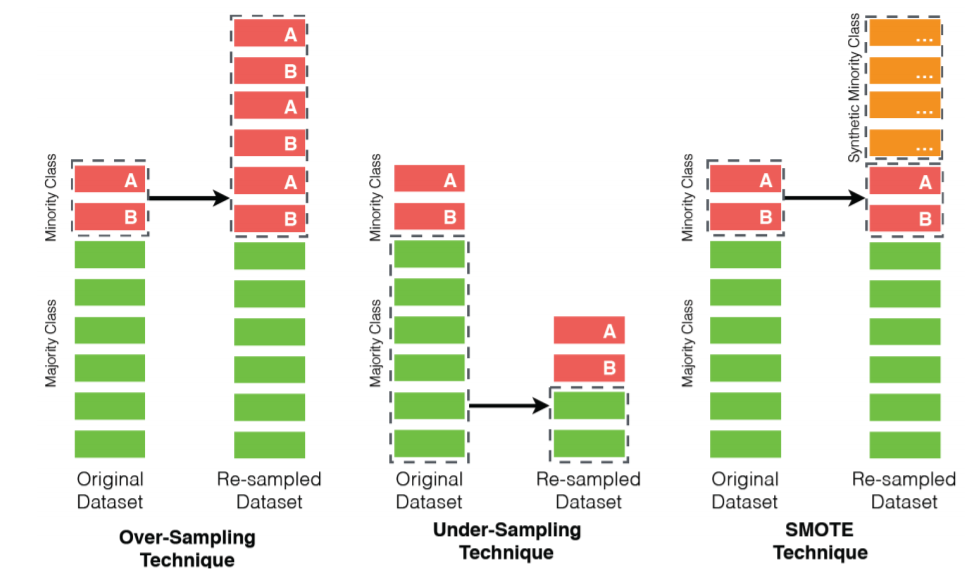 Minority Class
Majority Class
A
B
Original
Dataset
A
B
A
B
A
B
Re-sampled
Dataset
Over-Sampling
Technique
Minority Class
Majority Class
A
B
Original
Dataset
A
B
Re-sampled
Dataset
Under-Sampling
Technique
Minority Class
Majority Class
A
B
Original
Dataset
Synthetic Minority Class
...
...
...
...
A
B
Re-sampled
Dataset
SMOTE
Technique